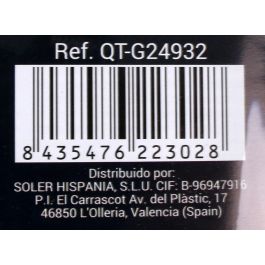 Ref. QT-G24932
8 435476 223028
Distribuido por:
SOLER HISPANIA, S.L.U. CIF: B-96947916
P.I. El Carrascot Av. del Plàstic, 17
46850 L'Olleria, Valencia (Spain)